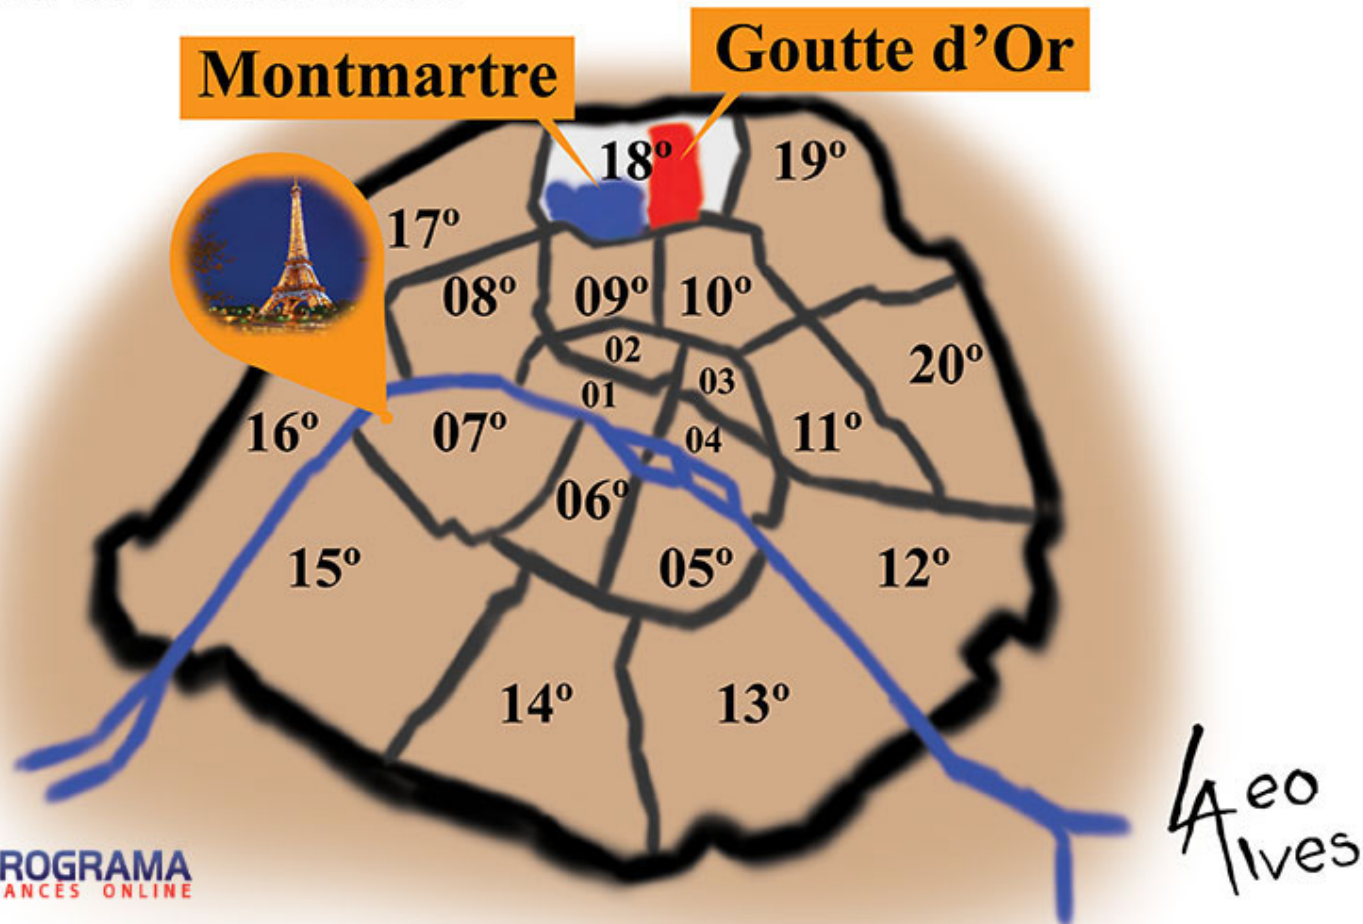 Goutte d’Or
Montmartre
18º
19º
17º
08º
09º
10º
02
20º
03
01
16º
07º
11º
04
06º
15º
05º
12º
14º
13º
LEO
ALVES
ROGRAMA
ANCÊS ONLINE